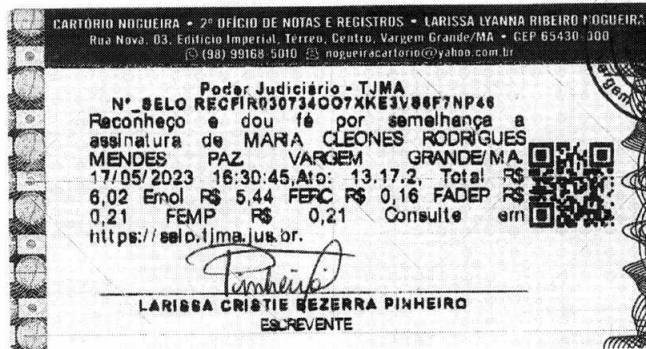 CARTÓRIO NOGUEIRA • 2º OFÍCIO DE NOTAS E REGISTROS • LARISSA LYANNA RIBEIRO NOGUEIRA
Rua Nova, 03, Edifício Imperial, Térreo, Centro, Vargem Grande/MA • CEP 65430-000
(98) 99168-5010 nogueiracartorio@yahoo.com.br
Poder Judiciário - TJMA
Nº_SELO
Reconheço e dou fé por semelhança a
assinatura de MARIA CLEONES RODRIGUES
MENDES PAZ. VARGEM GRANDE/MA.
17/05/2023 16:30:45, Ato: 13.17.2, Total R$
6,02 Emol R$ 5,44 FERC R$ 0,16 FADEP R$
0,21 FEMP R$ 0,21 Consulte em
https://selo.tjma.jus.br.
Pinheiro
LARISSA CRISTIE BEZERRA PINHEIRO
ESCREVENTE